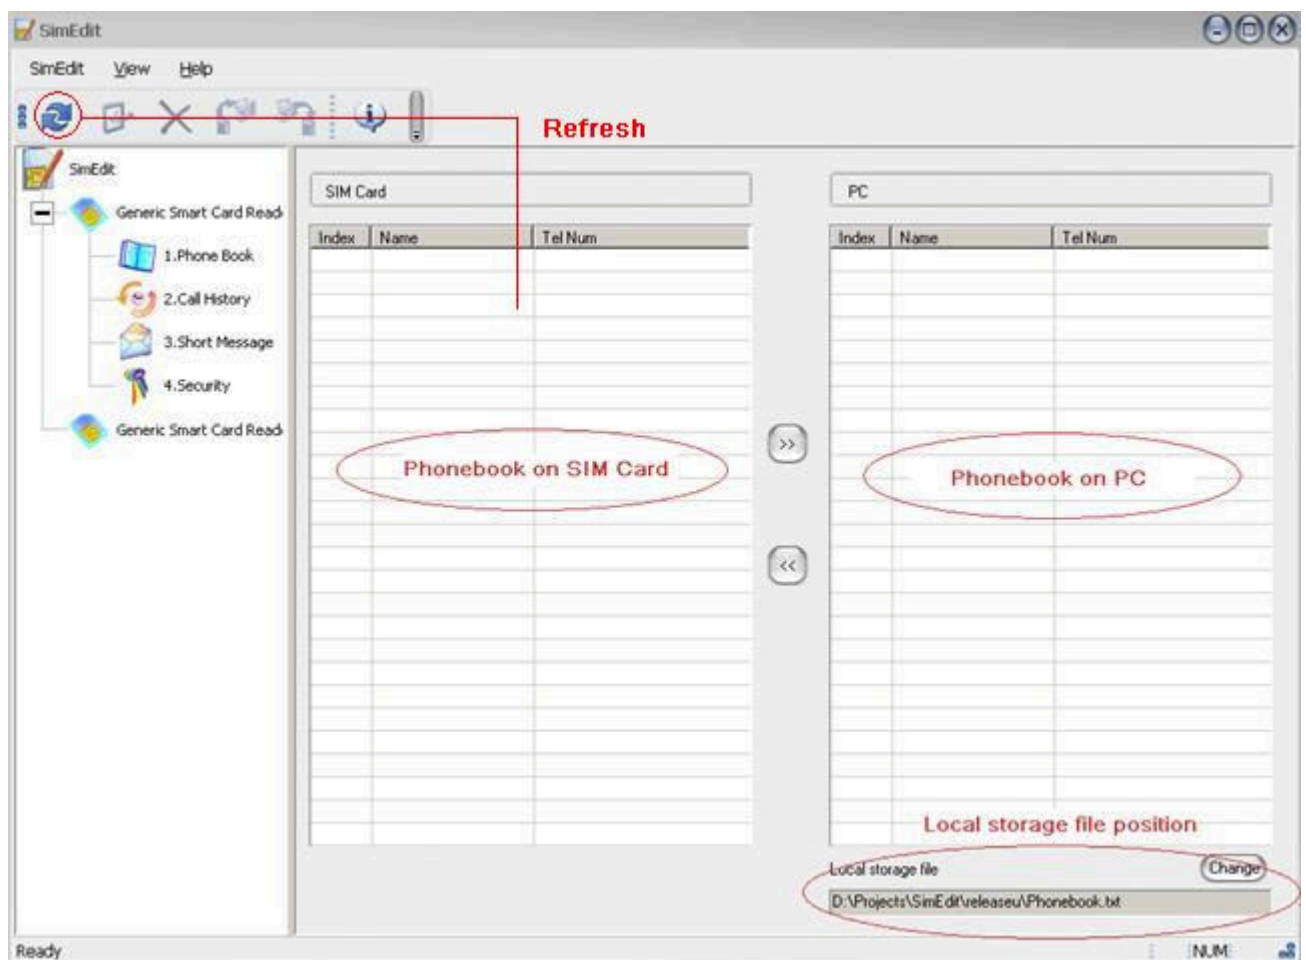 SimEdit
SimEdit View Help
Refresh
SimEdit
Generic Smart Card Read
1.Phone Book
2.Call History
3.Short Message
4.Security
Generic Smart Card Read
SIM Card
Index Name Tel Num
Phonebook on SIM Card
>>
<<
PC
Index Name Tel Num
Phonebook on PC
Local storage file position
Local storage file Change
D:\Projects\SimEdit\releaseu\Phonebook.txt
Ready NUM